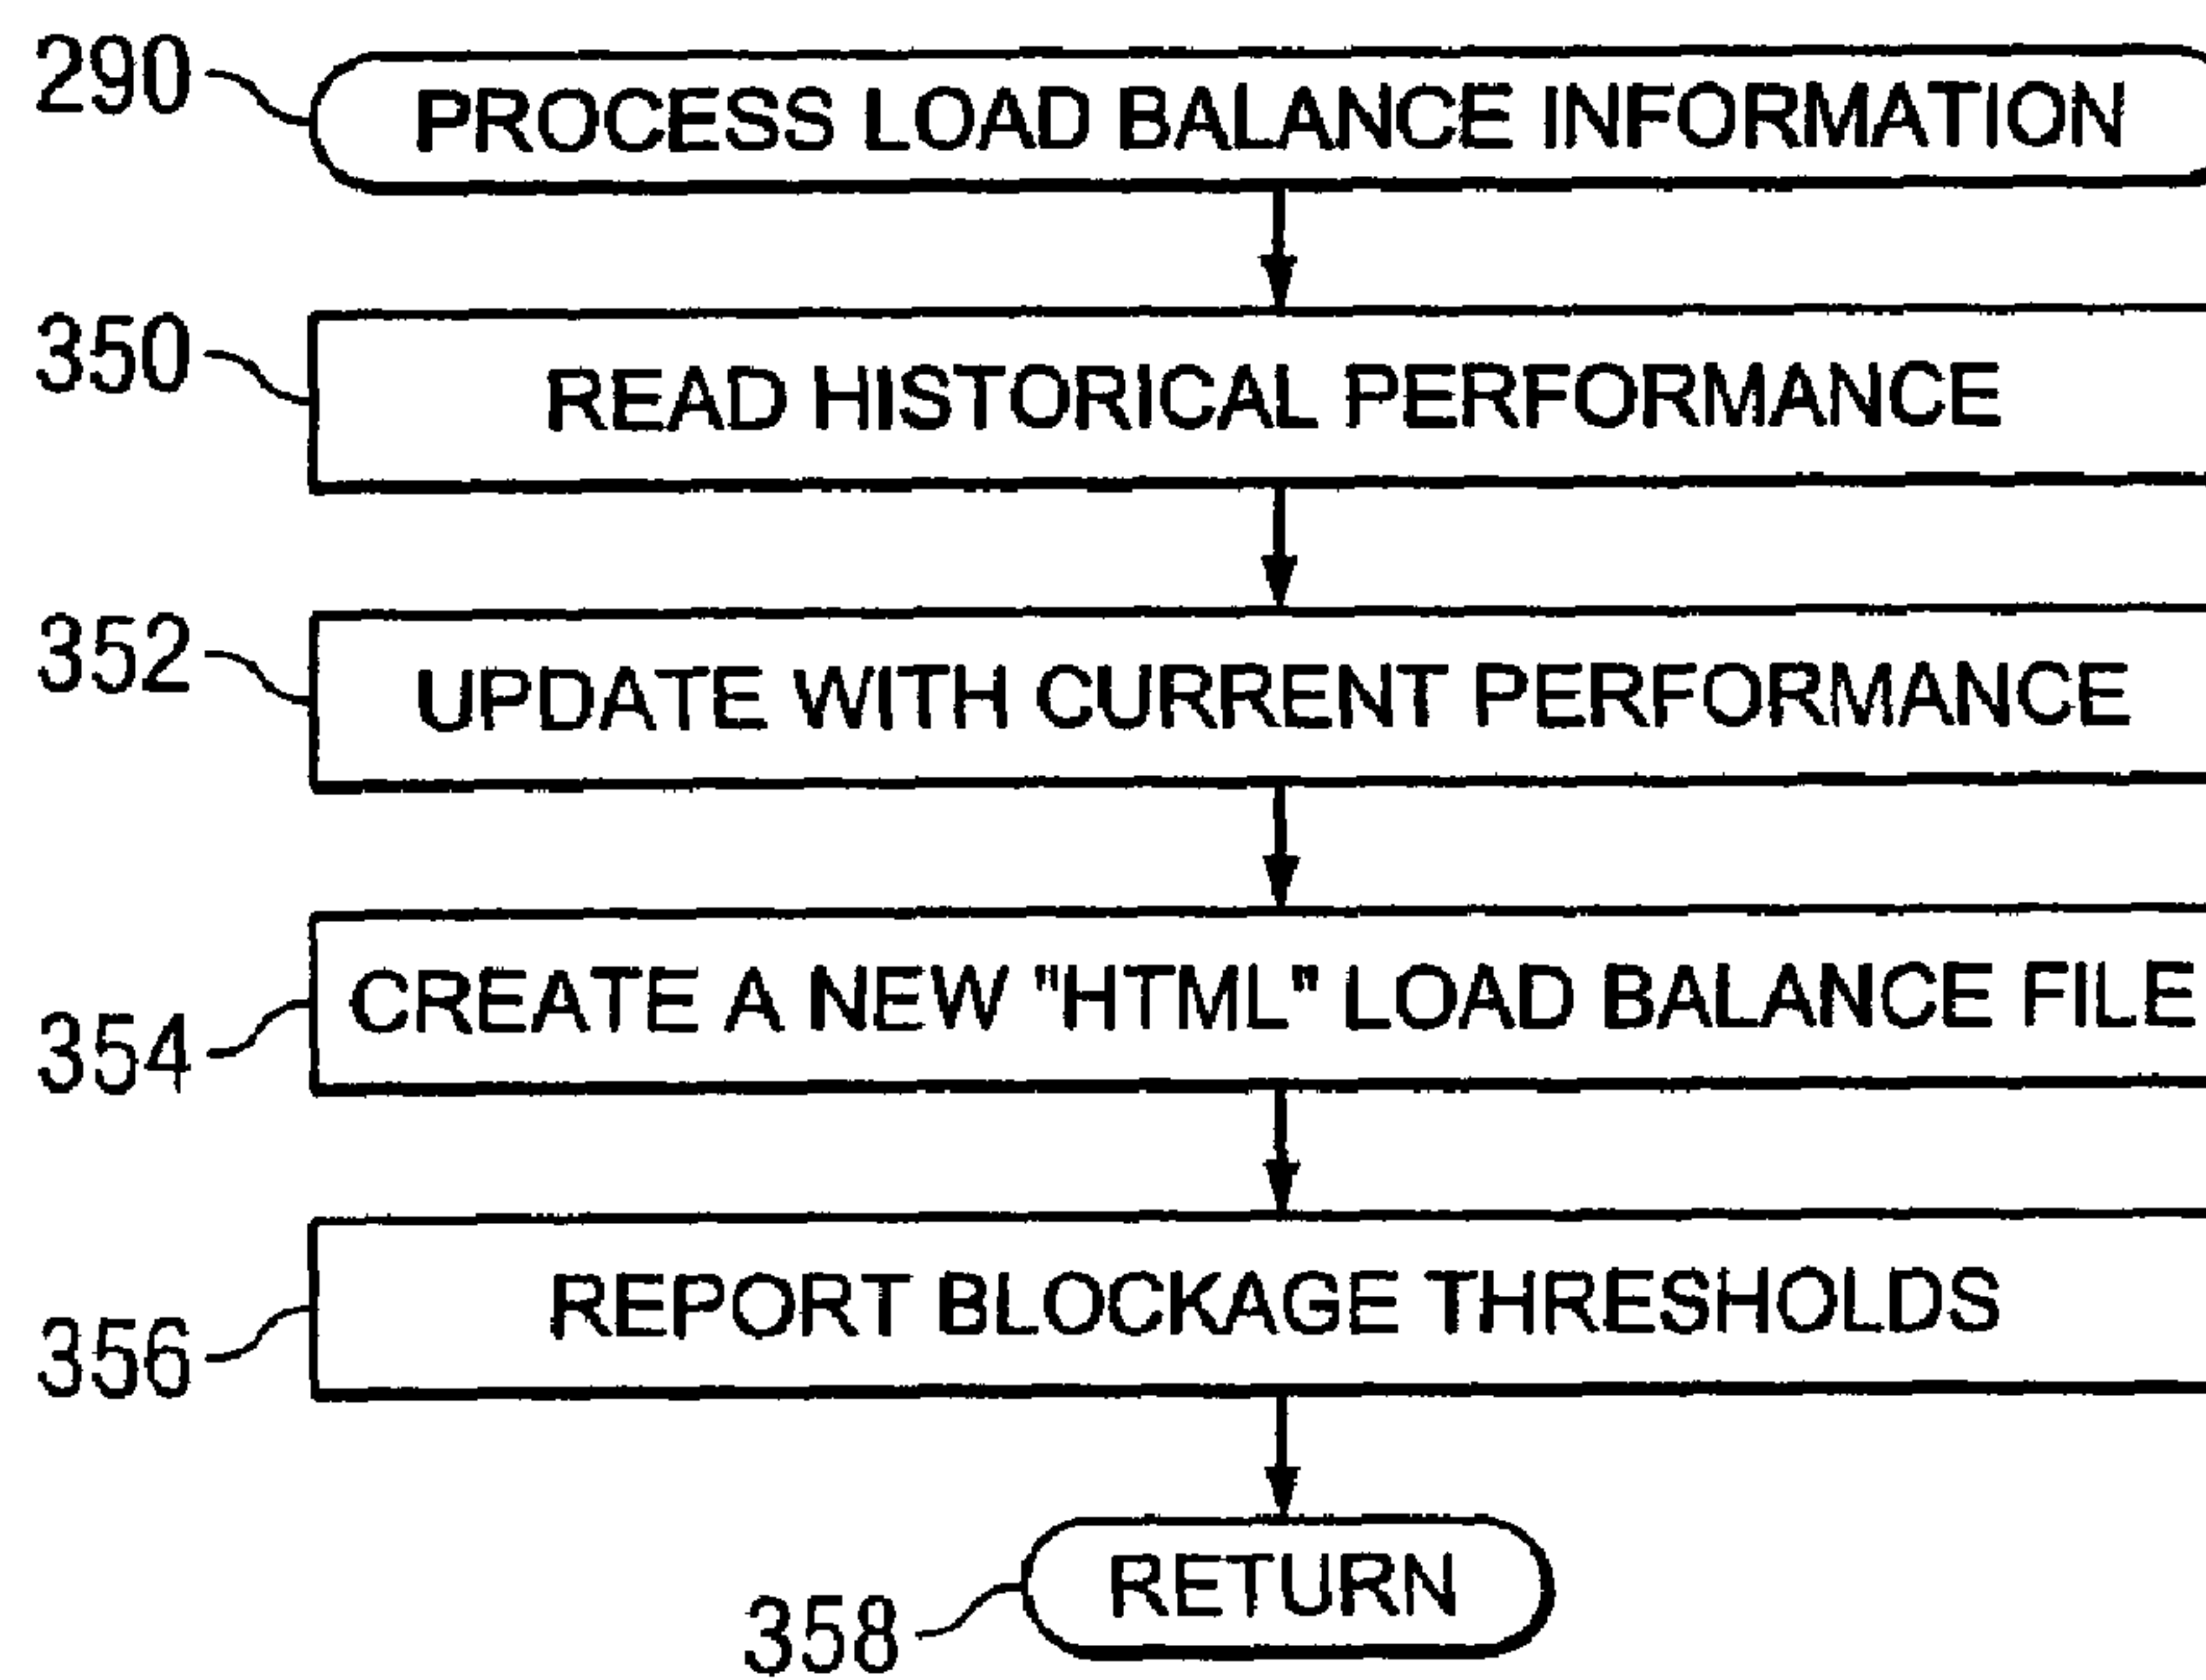 290 PROCESS LOAD BALANCE INFORMATION
350 READ HISTORICAL PERFORMANCE
352 UPDATE WITH CURRENT PERFORMANCE
354 CREATE A NEW "HTML" LOAD BALANCE FILE
356 REPORT BLOCKAGE THRESHOLDS
358 RETURN